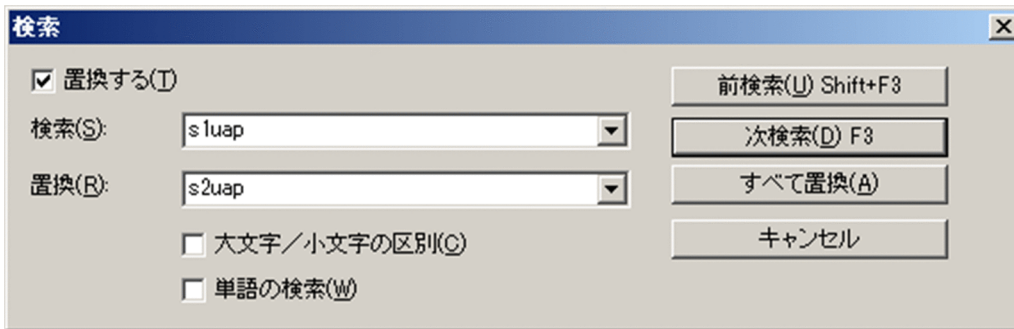 検索
置換する(T)
前検索(U) Shift+F3
検索(S):
s1uap
次検索(D) F3
置換(R):
s2uap
すべて置換(A)
大文字/小文字の区別(C)
キャンセル
単語の検索(W)